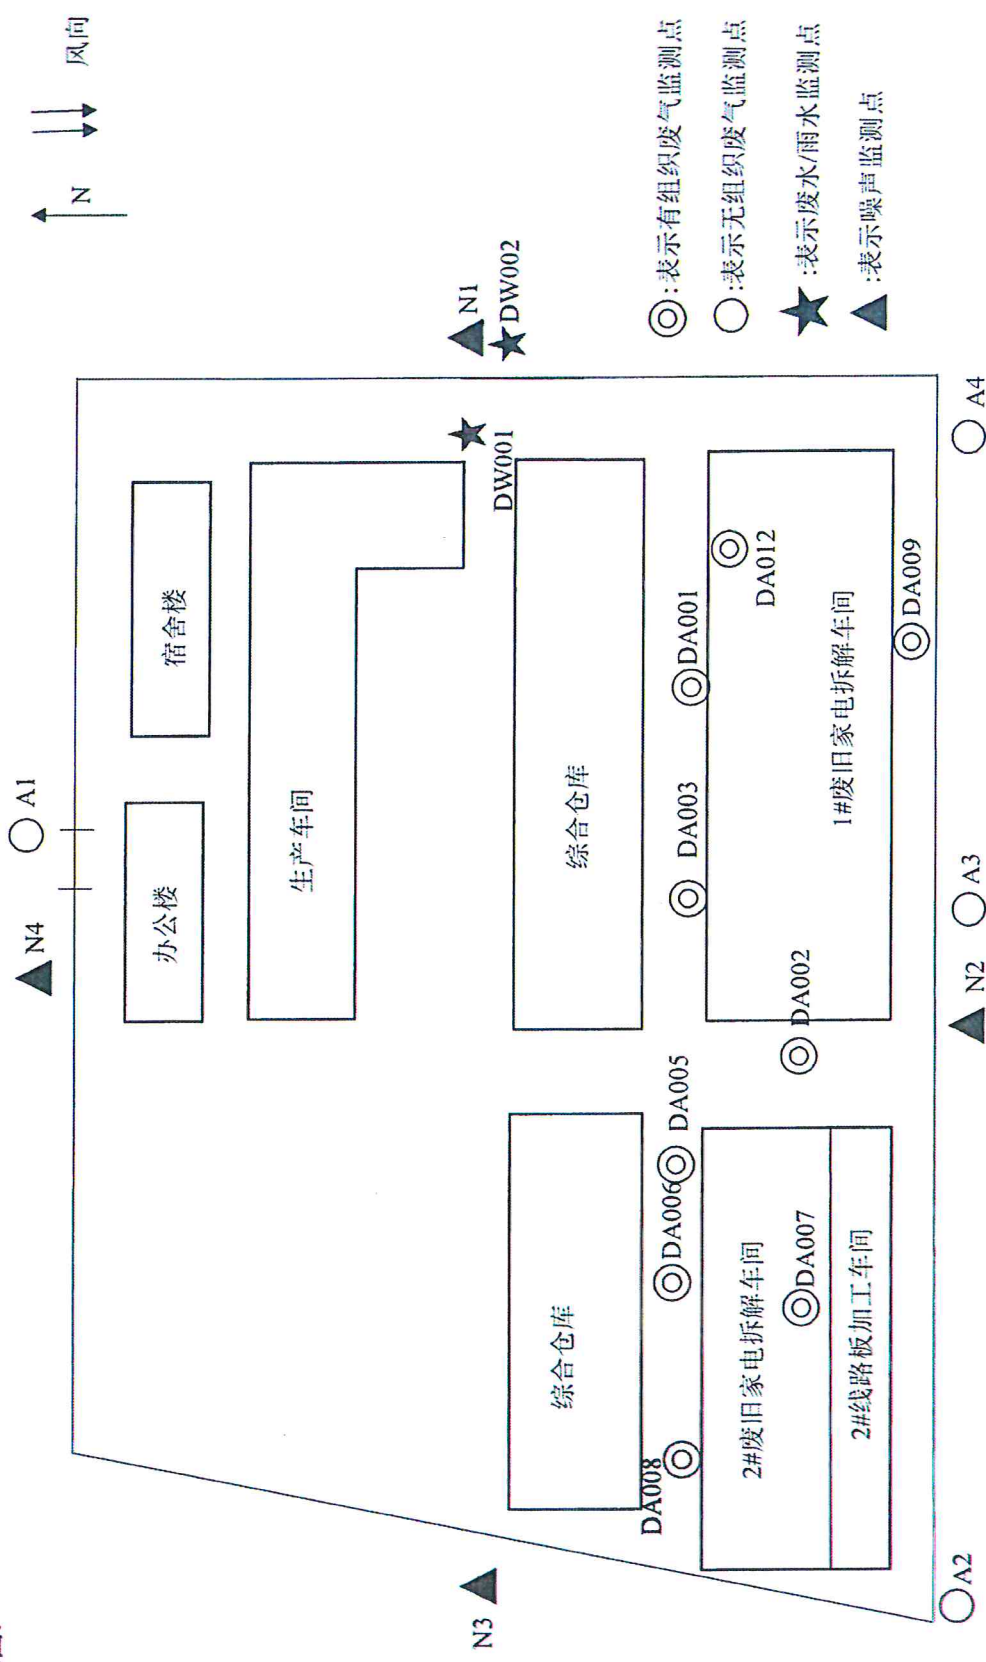 N
风向
N4
A1
办公楼
宿舍楼
生产车间
N1
DW001
DW002
N3
综合仓库
综合仓库
DA008
DA006
DA005
DA003
DA001
DA012
DA002
DA007
2#废旧家电拆解车间
2#线路板加工车间
1#废旧家电拆解车间
DA009
A2
N2
A3
A4
:表示有组织废气监测点
:表示无组织废气监测点
:表示废水/雨水监测点
:表示噪声监测点